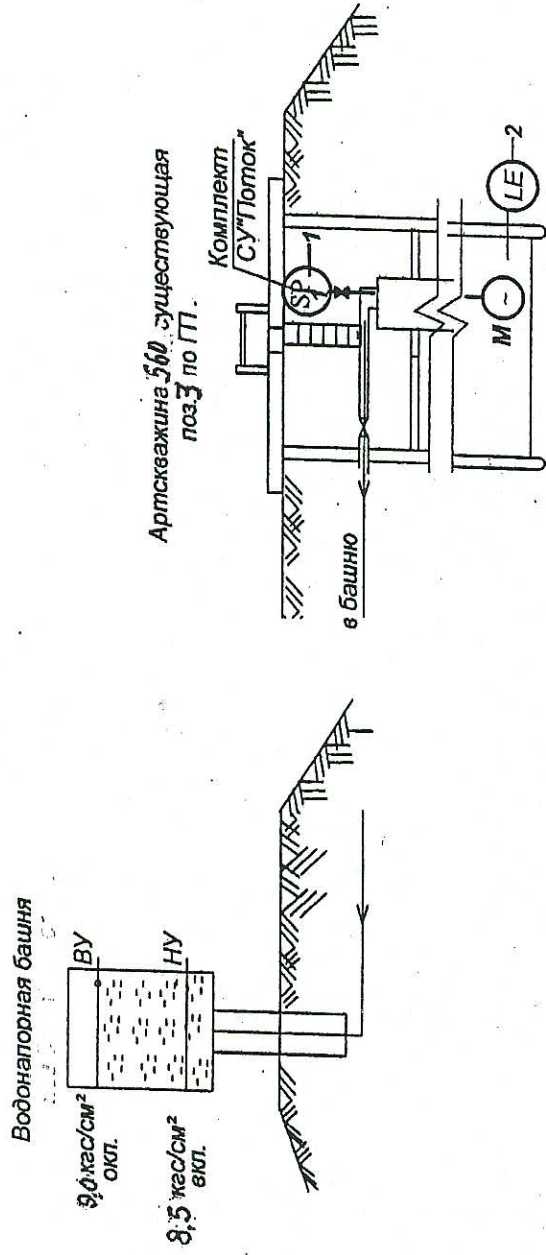 Водонапорная башня
9,0 кгс/см²
окл.
ВУ
8,5 кгс/см²
вкл.
НУ
Артскважина 560 существующая
поз.3 по ГП.
Комплект
СУ"Поток"
SP
1
в башню
М
~
LE
2